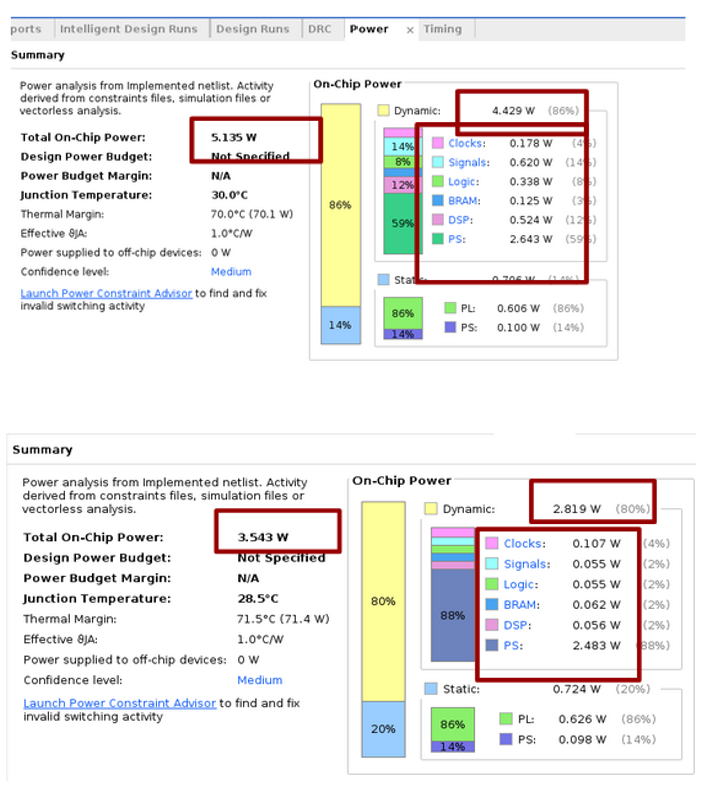 ports Intelligent Design Runs Design Runs DRC Power × Timing
Summary
Power analysis from Implemented netlist. Activity
derived from constraints files, simulation files or
vectorless analysis.
Total On-Chip Power: 5.135 W
Design Power Budget: Not Specified
Power Budget Margin: N/A
Junction Temperature: 30.0°C
Thermal Margin: 70.0°C (70.1 W)
Effective ϑJA: 1.0°C/W
Power supplied to off-chip devices: 0 W
Confidence level: Medium
Launch Power Constraint Advisor to find and fix
invalid switching activity
On-Chip Power
86%
14%
Dynamic: 4.429 W (86%)
14%
8%
12%
59%
Clocks: 0.178 W (4%)
Signals: 0.620 W (14%)
Logic: 0.338 W (8%)
BRAM: 0.125 W (3%)
DSP: 0.524 W (12%)
PS: 2.643 W (59%)
Static: 0.706 W (14%)
86%
14%
PL: 0.606 W (86%)
PS: 0.100 W (14%)
Summary
Power analysis from Implemented netlist. Activity
derived from constraints files, simulation files or
vectorless analysis.
Total On-Chip Power: 3.543 W
Design Power Budget: Not Specified
Power Budget Margin: N/A
Junction Temperature: 28.5°C
Thermal Margin: 71.5°C (71.4 W)
Effective ϑJA: 1.0°C/W
Power supplied to off-chip devices: 0 W
Confidence level: Medium
Launch Power Constraint Advisor to find and fix
invalid switching activity
On-Chip Power
80%
20%
Dynamic: 2.819 W (80%)
88%
Clocks: 0.107 W (4%)
Signals: 0.055 W (2%)
Logic: 0.055 W (2%)
BRAM: 0.062 W (2%)
DSP: 0.056 W (2%)
PS: 2.483 W (88%)
Static: 0.724 W (20%)
86%
14%
PL: 0.626 W (86%)
PS: 0.098 W (14%)